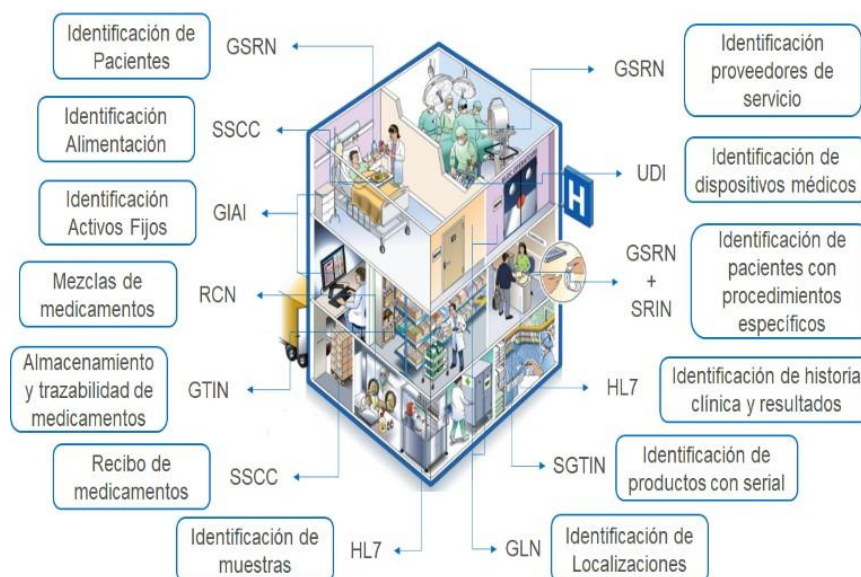 Identificación de
Pacientes
GSRN
Identificación
Alimentación
SSCC
Identificación
Activos Fijos
GIAI
Mezclas de
medicamentos
RCN
Almacenamiento
y trazabilidad de
medicamentos
GTIN
Recibo de
medicamentos
SSCC
Identificación de
muestras
HL7
GSRN
Identificación
proveedores de
servicio
UDI
Identificación de
dispositivos médicos
H
GSRN
+
SRIN
Identificación de
pacientes con
procedimientos
específicos
HL7
Identificación de historia
clínica y resultados
SGTIN
Identificación de
productos con serial
GLN
Identificación de
Localizaciones